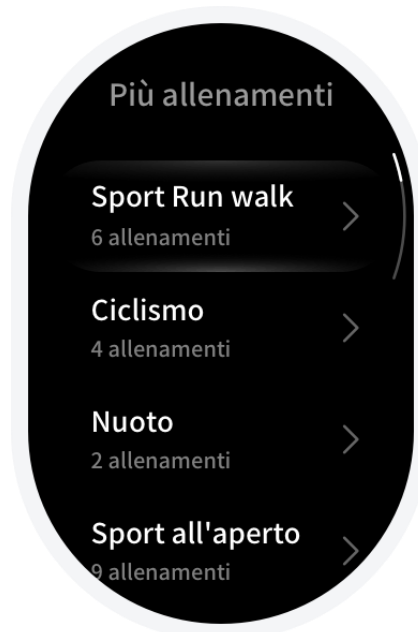 Più allenamenti
Sport Run walk
6 allenamenti
Ciclismo
4 allenamenti
Nuoto
2 allenamenti
Sport all'aperto
9 allenamenti